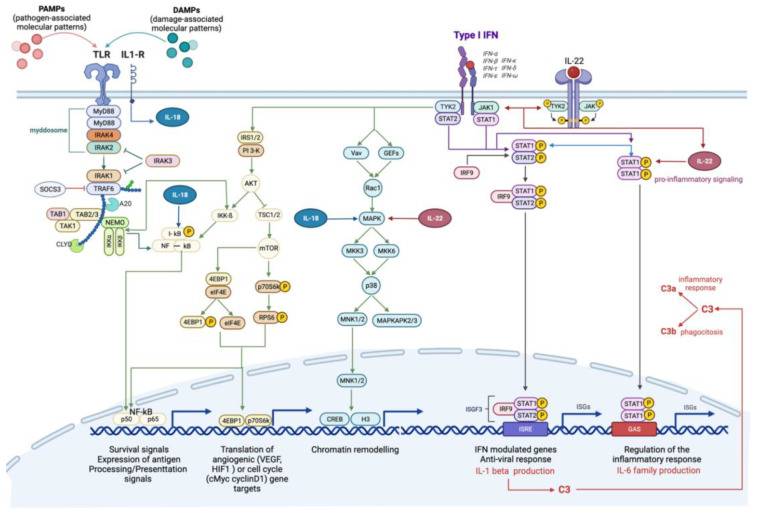 PAMPs
(pathogen-associated
molecular patterns)
DAMPs
(damage-associated
molecular patterns)
TLR
IL1-R
Type I IFN
IFN-α
IFN-β
IFN-τ
IFN-ε
IFN-κ
IFN-δ
IFN-ω
IL-22
MyD88
MyD88
IRAK4
IRAK2
myddosome
IL-18
TYK2
STAT2
JAK1
STAT1
TYK2
JAK
P
P
P
P
IRAK3
IRAK1
SOCS3
TRAF6
A20
TAB1
TAB2/3
TAK1
NEMO
IKKα
IKKβ
CLYD
IL-18
I-kB
P
NF
kB
IRS1/2
PI 3-K
AKT
IKK-ß
TSC1/2
mTOR
4EBP1
eIF4E
p70S6k
P
4EBP1
P
eIF4E
RPS6
P
Vav
GEFs
Rac1
IL-18
MAPK
IL-22
MKK3
MKK6
p38
MNK1/2
MAPKAPK2/3
MNK1/2
STAT1
P
STAT2
P
IRF9
IRF9
STAT1
P
STAT2
P
STAT1
P
STAT1
P
IL-22
pro-inflammatory signaling
inflammatory
response
C3a
C3
C3b
phagocitosis
NF-kB
p50
p65
4EBP1
p70S6k
CREB
H3
ISGF3
IRF9
STAT1
P
STAT2
P
ISRE
ISGs
STAT1
P
STAT1
P
GAS
ISGs
Survival signals
Expression of antigen
Processing/Presenttation
signals
Translation of
angiogenic (VEGF,
HIF1 ) or cell cycle
(cMyc cyclinD1) gene
targets
Chromatin remodelling
IFN modulated genes
Anti-viral response
IL-1 beta production
Regulation of the
inflammatory response
IL-6 family production
C3